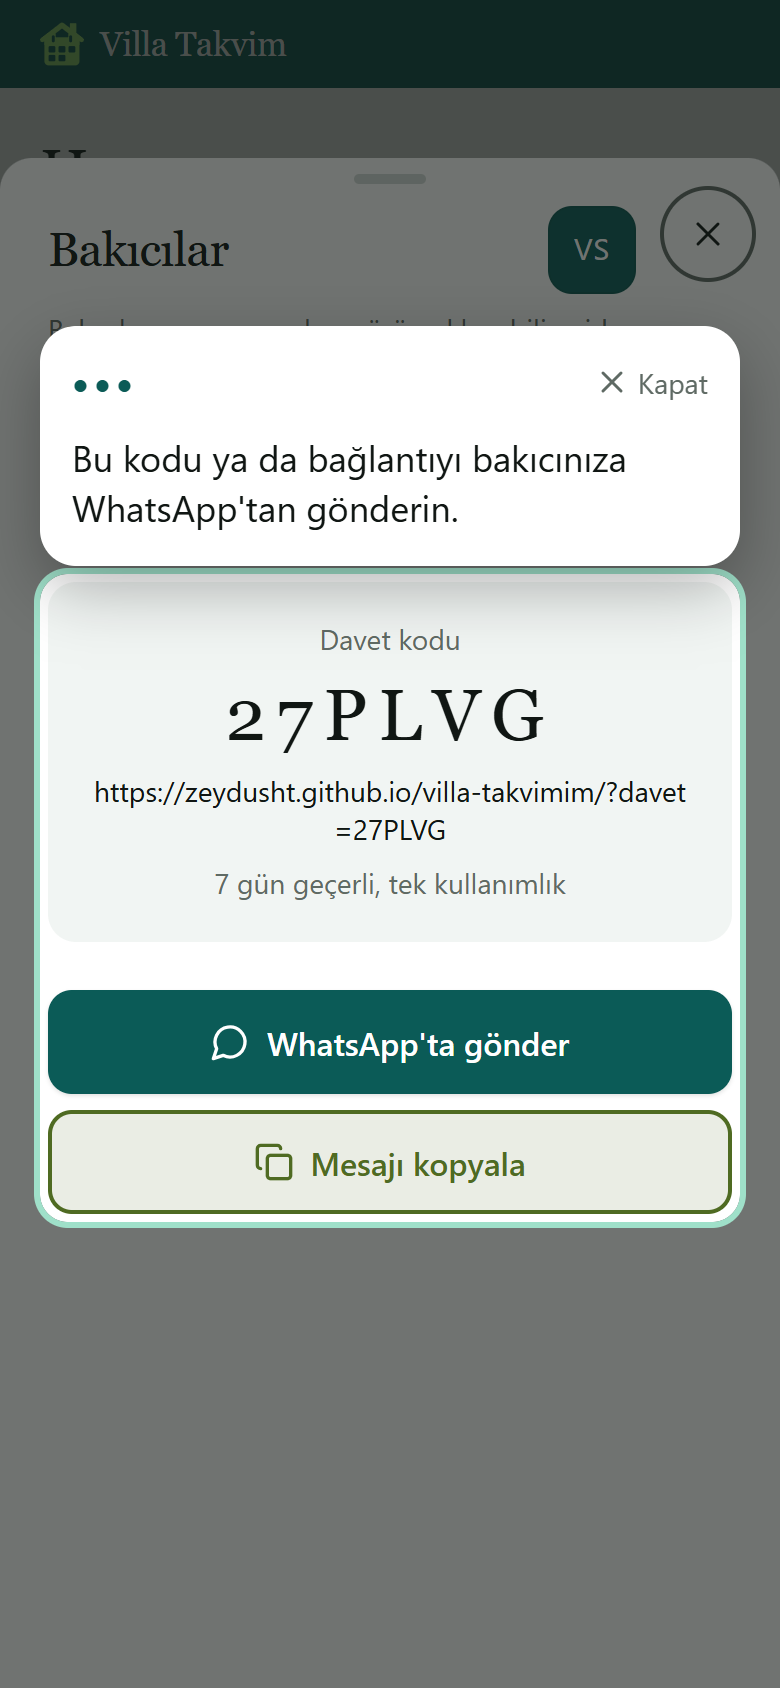 Villa Takvim
Bakıcılar
VS
Kapat
Bu kodu ya da bağlantıyı bakıcınıza
WhatsApp'tan gönderin.
Davet kodu
27PLVG
https://zeydusht.github.io/villa-takvimim/?davet
=27PLVG
7 gün geçerli, tek kullanımlık
WhatsApp'ta gönder
Mesajı kopyala